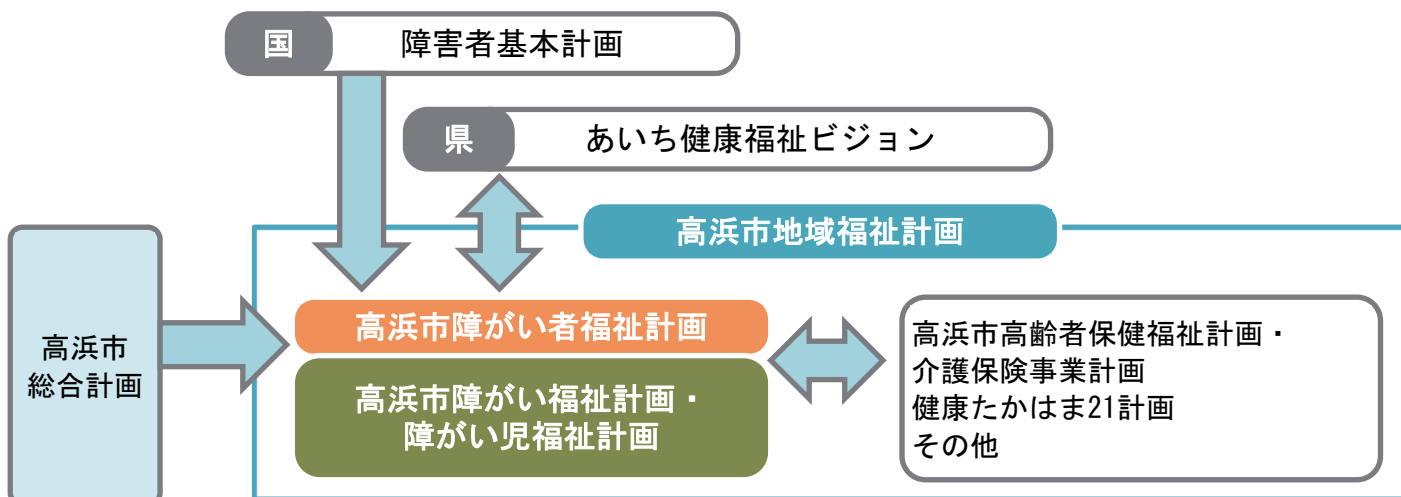 国
障害者基本計画
県
あいち健康福祉ビジョン
高浜市地域福祉計画
高浜市
総合計画
高浜市障がい者福祉計画
高浜市障がい福祉計画・
障がい児福祉計画
高浜市高齢者保健福祉計画・
介護保険事業計画
健康たかはま21計画
その他